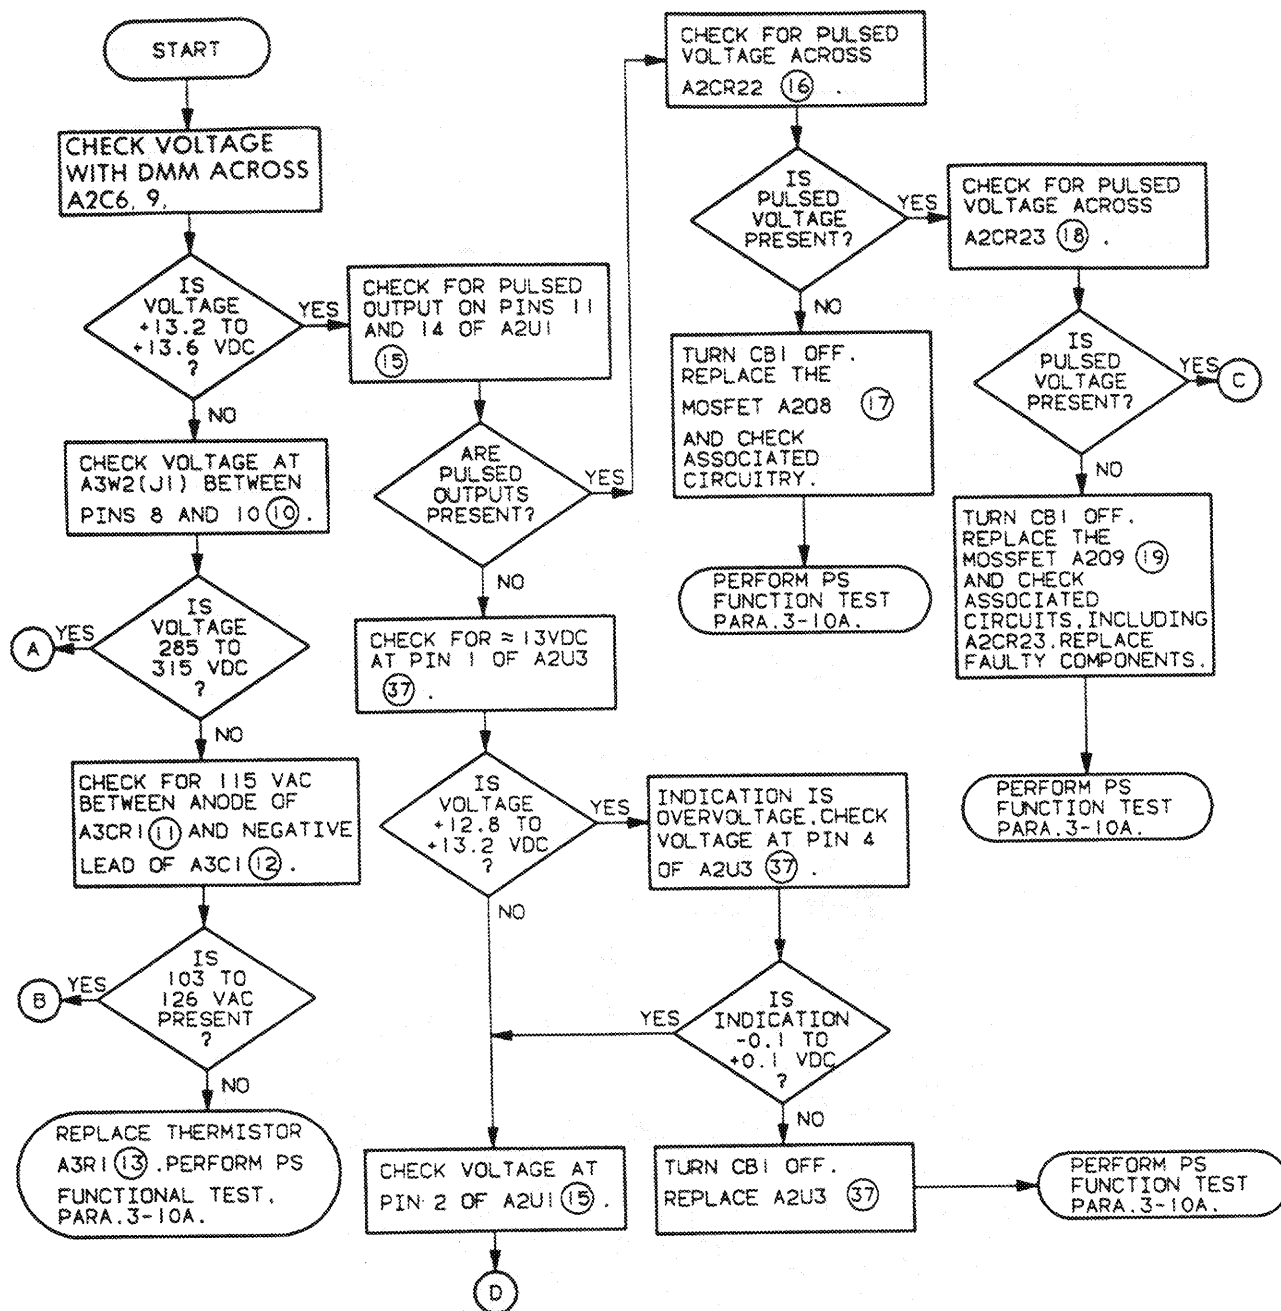 START
CHECK VOLTAGE
WITH DMM ACROSS
A2C6, 9.
IS
VOLTAGE
+13.2 TO
+13.6 VDC
?
YES
NO
CHECK VOLTAGE AT
A3W2(J1) BETWEEN
PINS 8 AND 10 (10) .
IS
VOLTAGE
285 TO
315 VDC
?
YES
A
NO
CHECK FOR 115 VAC
BETWEEN ANODE OF
A3CR1 (11) AND NEGATIVE
LEAD OF A3C1 (12) .
IS
103 TO
126 VAC
PRESENT
?
YES
B
NO
REPLACE THERMISTOR
A3R1 (13) .PERFORM PS
FUNCTIONAL TEST.
PARA.3-10A.
CHECK FOR PULSED
OUTPUT ON PINS 11
AND 14 OF A2U1
(15)
ARE
PULSED
OUTPUTS
PRESENT?
YES
NO
CHECK FOR ≈ 13VDC
AT PIN 1 OF A2U3
(37) .
IS
VOLTAGE
+12.8 TO
+13.2 VDC
?
YES
NO
INDICATION IS
OVERVOLTAGE.CHECK
VOLTAGE AT PIN 4
OF A2U3 (37) .
IS
INDICATION
-0.1 TO
+0.1 VDC
?
YES
NO
CHECK VOLTAGE AT
PIN 2 OF A2U1 (15) .
D
TURN CB1 OFF.
REPLACE A2U3 (37)
PERFORM PS
FUNCTION TEST
PARA.3-10A.
CHECK FOR PULSED
VOLTAGE ACROSS
A2CR22 (16) .
IS
PULSED
VOLTAGE
PRESENT?
YES
NO
TURN CB1 OFF.
REPLACE THE
MOSFET A2Q8 (17)
AND CHECK
ASSOCIATED
CIRCUITRY.
PERFORM PS
FUNCTION TEST
PARA.3-10A.
CHECK FOR PULSED
VOLTAGE ACROSS
A2CR23 (18) .
IS
PULSED
VOLTAGE
PRESENT?
YES
C
NO
TURN CB1 OFF.
REPLACE THE
MOSSFET A2Q9 (19)
AND CHECK
ASSOCIATED
CIRCUITS,INCLUDING
A2CR23.REPLACE
FAULTY COMPONENTS.
PERFORM PS
FUNCTION TEST
PARA.3-10A.